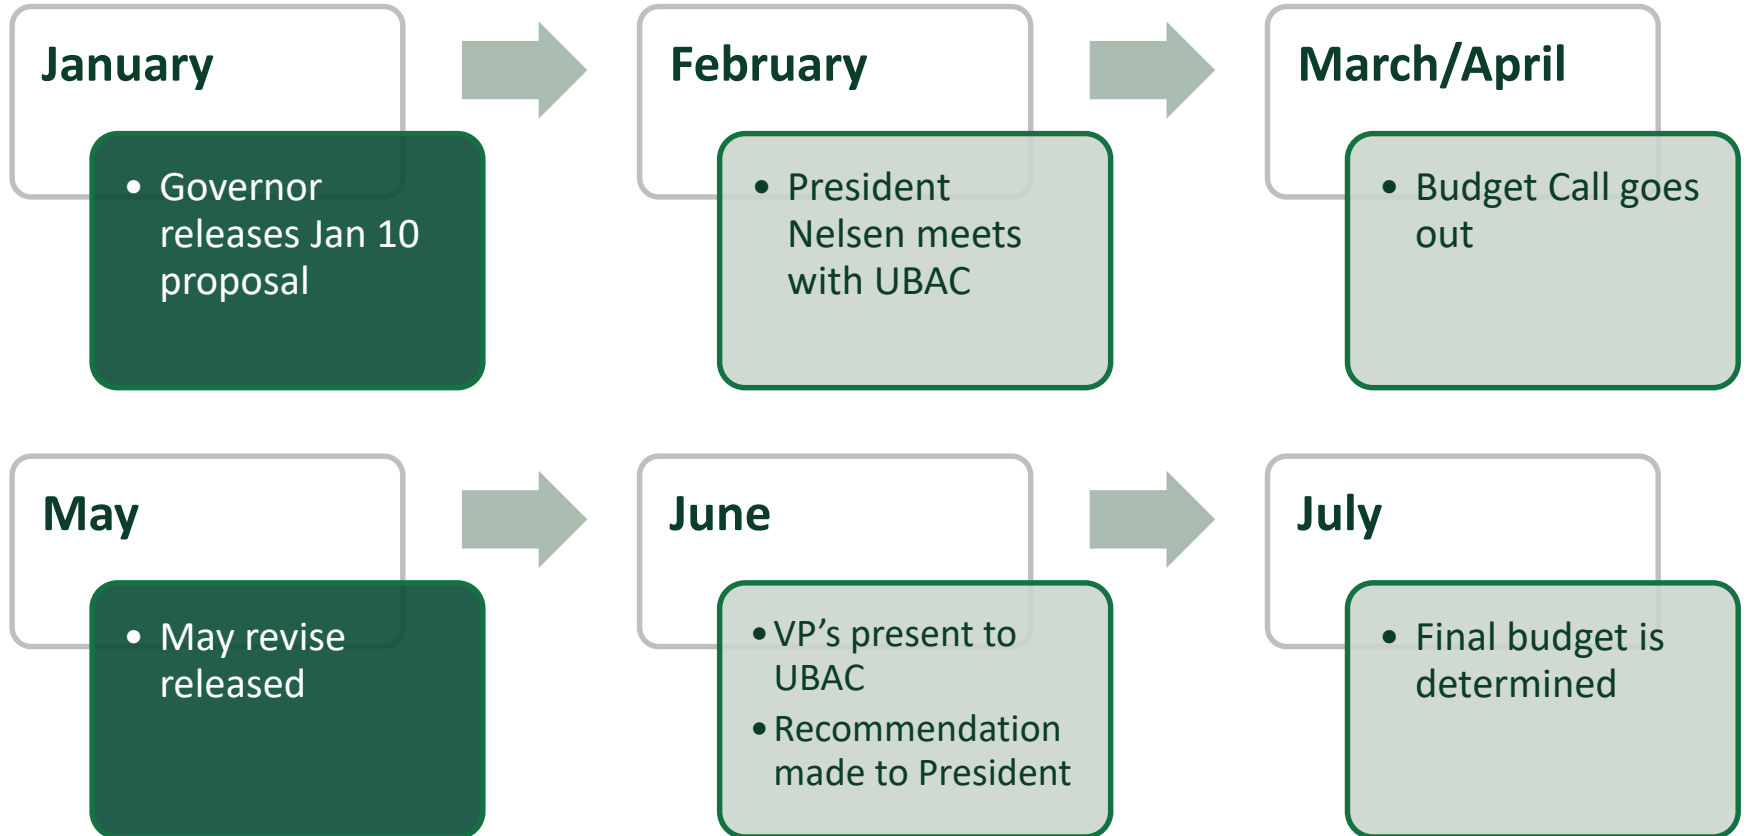 January
• Governor
releases Jan 10
proposal
February
• President
Nelsen meets
with UBAC
March/April
• Budget Call goes
out
May
• May revise
released
June
• VP’s present to
UBAC
• Recommendation
made to President
July
• Final budget is
determined